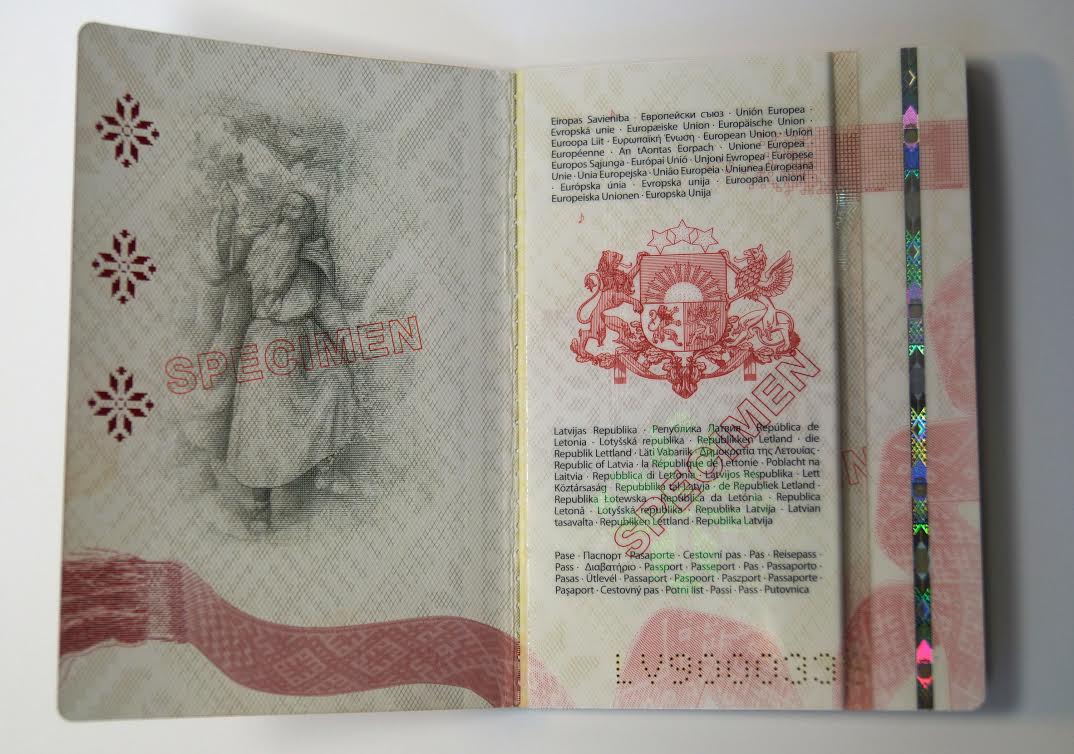 SPECIMEN
Eiropas Savienība · Европейски съюз · Unión Europea ·
Evropská unie · Europæiske Union · Europäische Union ·
Euroopa Liit · Ευρωπαϊκή Ένωση · European Union · Union
Européenne · An tAontas Eorpach · Unione Europea ·
Europos Sąjunga · Európai Unió · Unjoni Ewropea · Europese
Unie · Unia Europejska · União Europeia · Uniunea Europeană
· Európska únia · Evropska unija · Euroopan unioni ·
Europeiska Unionen · Europska Unija
Latvijas Republika · Република Латвия · República de
Letonia · Lotyšská republika · Republikken Letland · die
Republik Lettland · Läti Vabariik · Δημοκρατία της Λετονίας ·
Republic of Latvia · la République de Lettonie · Poblacht na
Laitvia · Repubblica di Lettonia · Latvijos Respublika · Lett
Köztársaság · Repubblika of Latvja · de Republiek Letland ·
Republika Łotewska · República da Letónia · Republica
Letonă · Lotyšská republika · Republika Latvija · Latvian
tasavalta · Republiken Lettland · Republika Latvija
SPECIMEN
Pase · Паспорт · Pasaporte · Cestovní pas · Pas · Reisepass ·
Pass · Διαβατήριο · Passport · Passeport · Pas · Passaporto ·
Pasas · Útlevél · Passaport · Paspoort · Paszport · Passaporte ·
Paşaport · Cestovný pas · Potni list · Passi · Pass · Putovnica